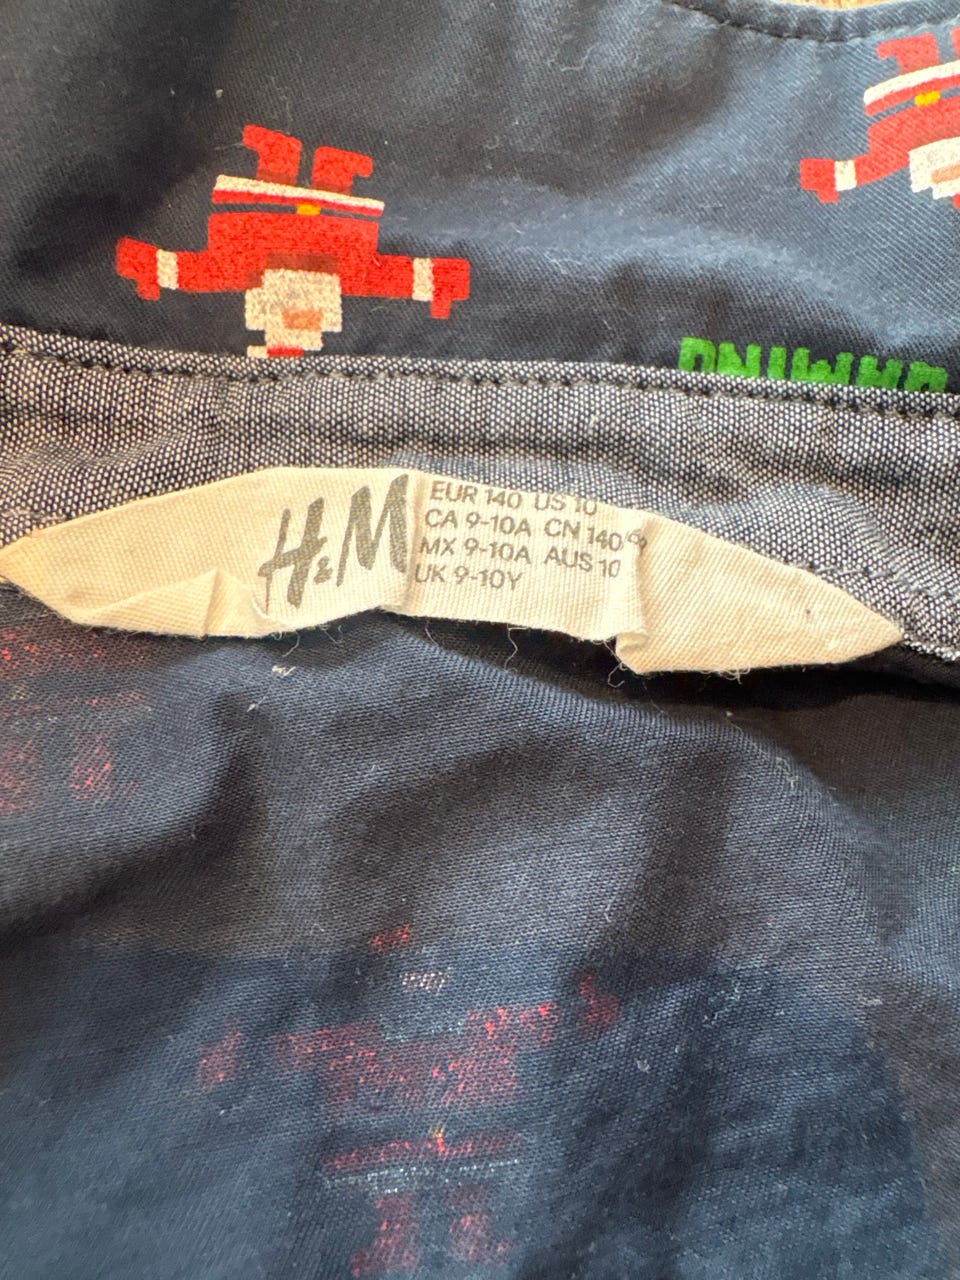 H&M
EUR 140 US 10
CA 9-10A CN 140
MX 9-10A AUS 10
UK 9-10Y